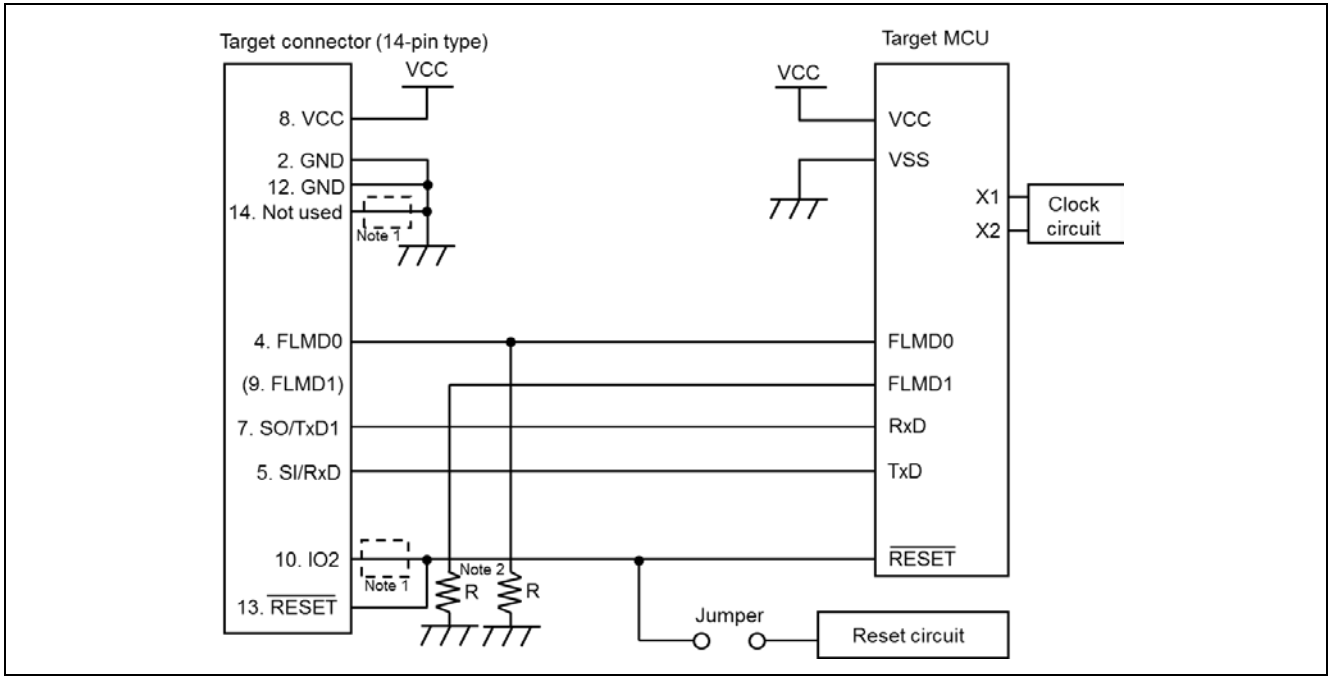 Target connector (14-pin type)
Target MCU
VCC
VCC
8. VCC
VCC
2. GND
VSS
12. GND
X1
Clock
14. Not used
X2
circuit
Note 1
4. FLMD0
FLMD0
(9. FLMD1)
FLMD1
7. SO/TxD1
RxD
5. SI/RxD
TxD
10. IO2
RESET
Note 1
Note 2
R
R
13. RESET
Jumper
Reset circuit